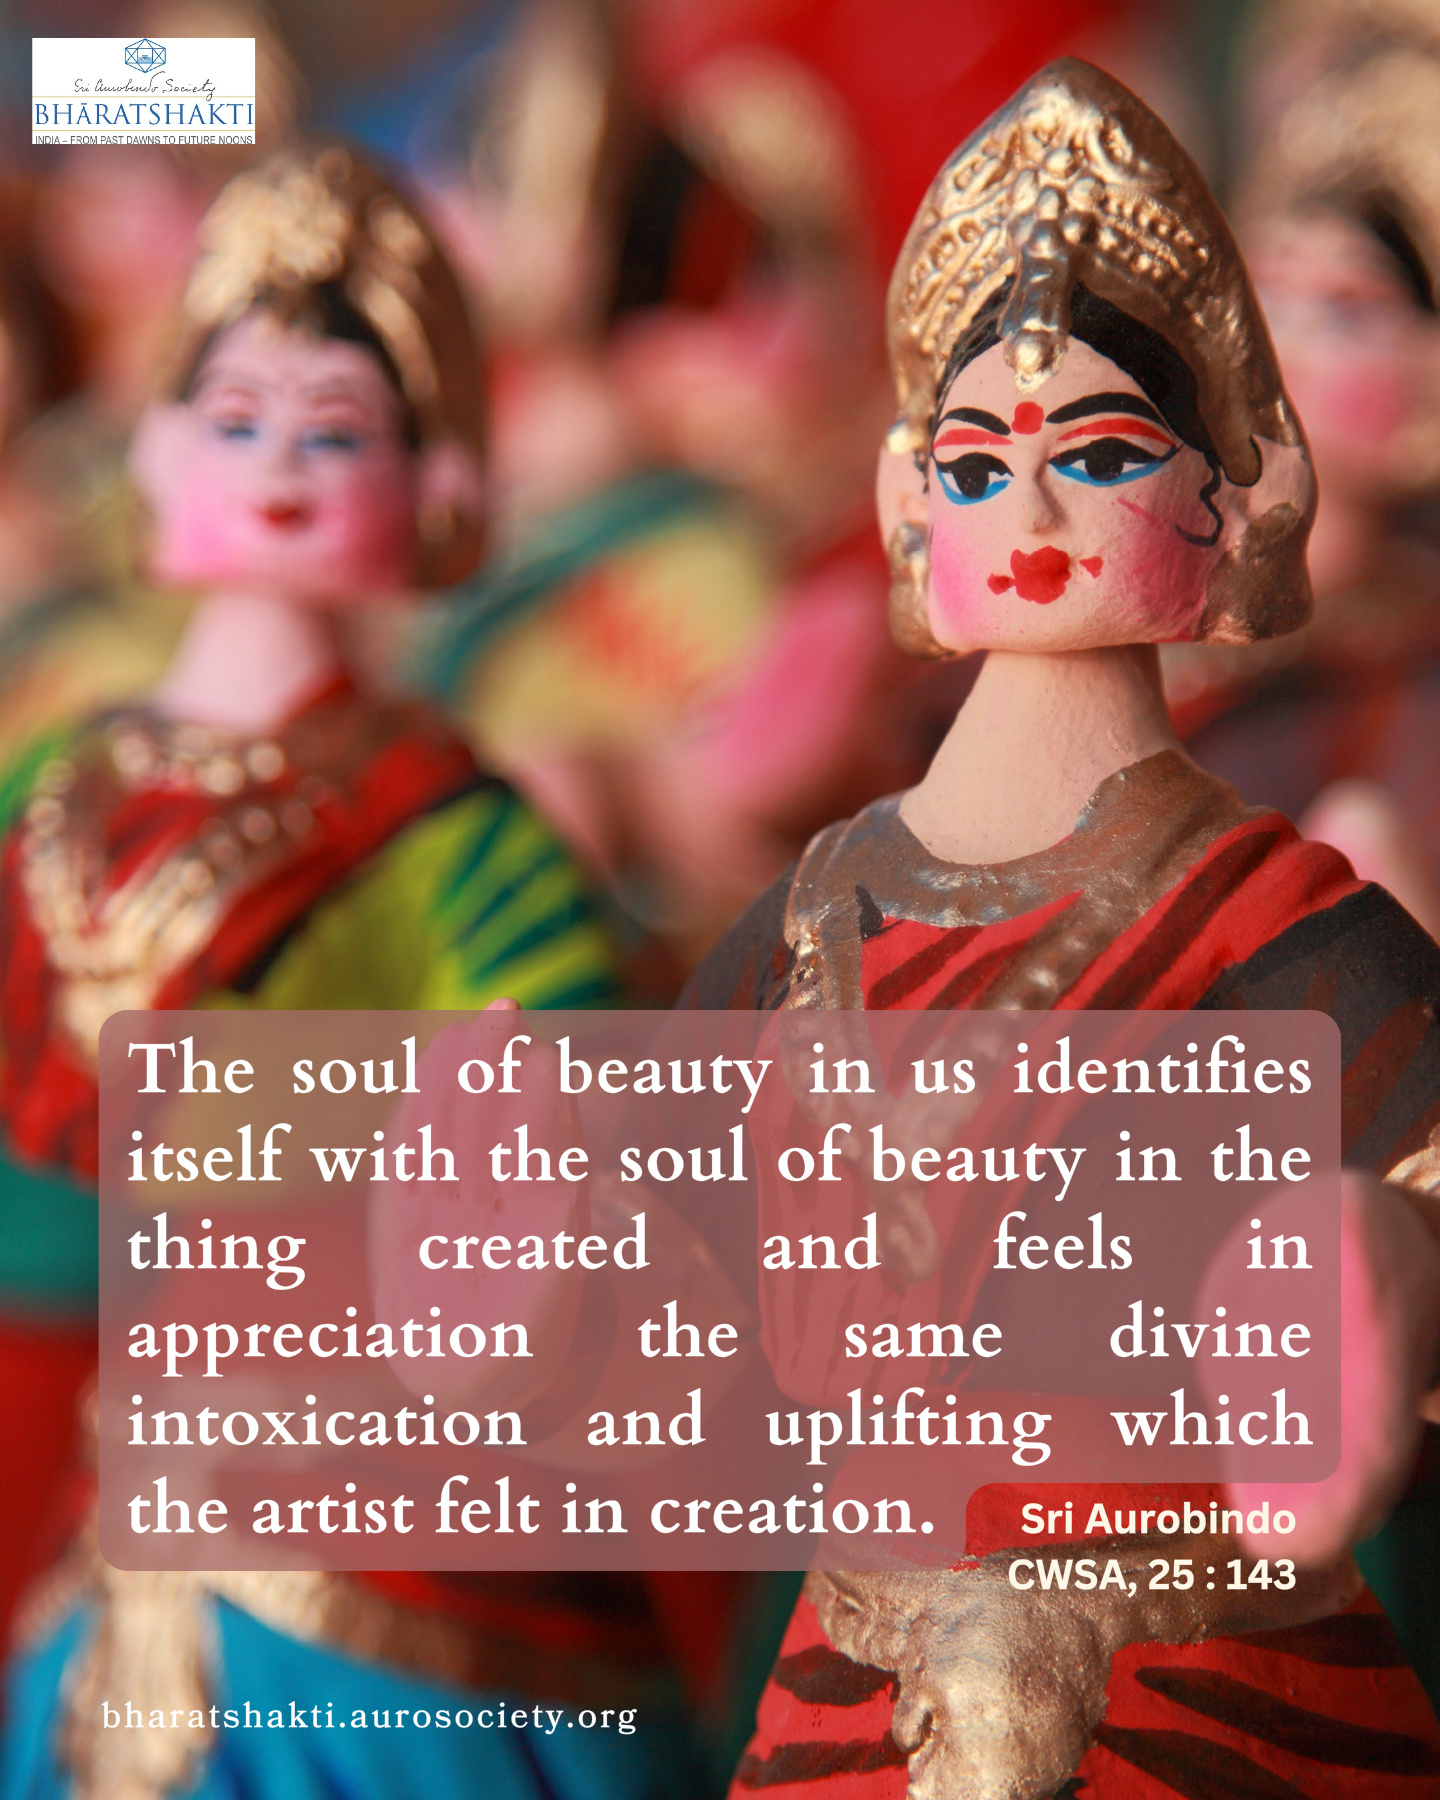 Sri Aurobindo Society
BHĀRATSHAKTI
INDIA – FROM PAST DAWNS TO FUTURE NOONS
The soul of beauty in us identifies
itself with the soul of beauty in the
thing created and feels in
appreciation the same divine
intoxication and uplifting which
the artist felt in creation.
Sri Aurobindo
CWSA, 25 : 143
bharatshakti.aurosociety.org